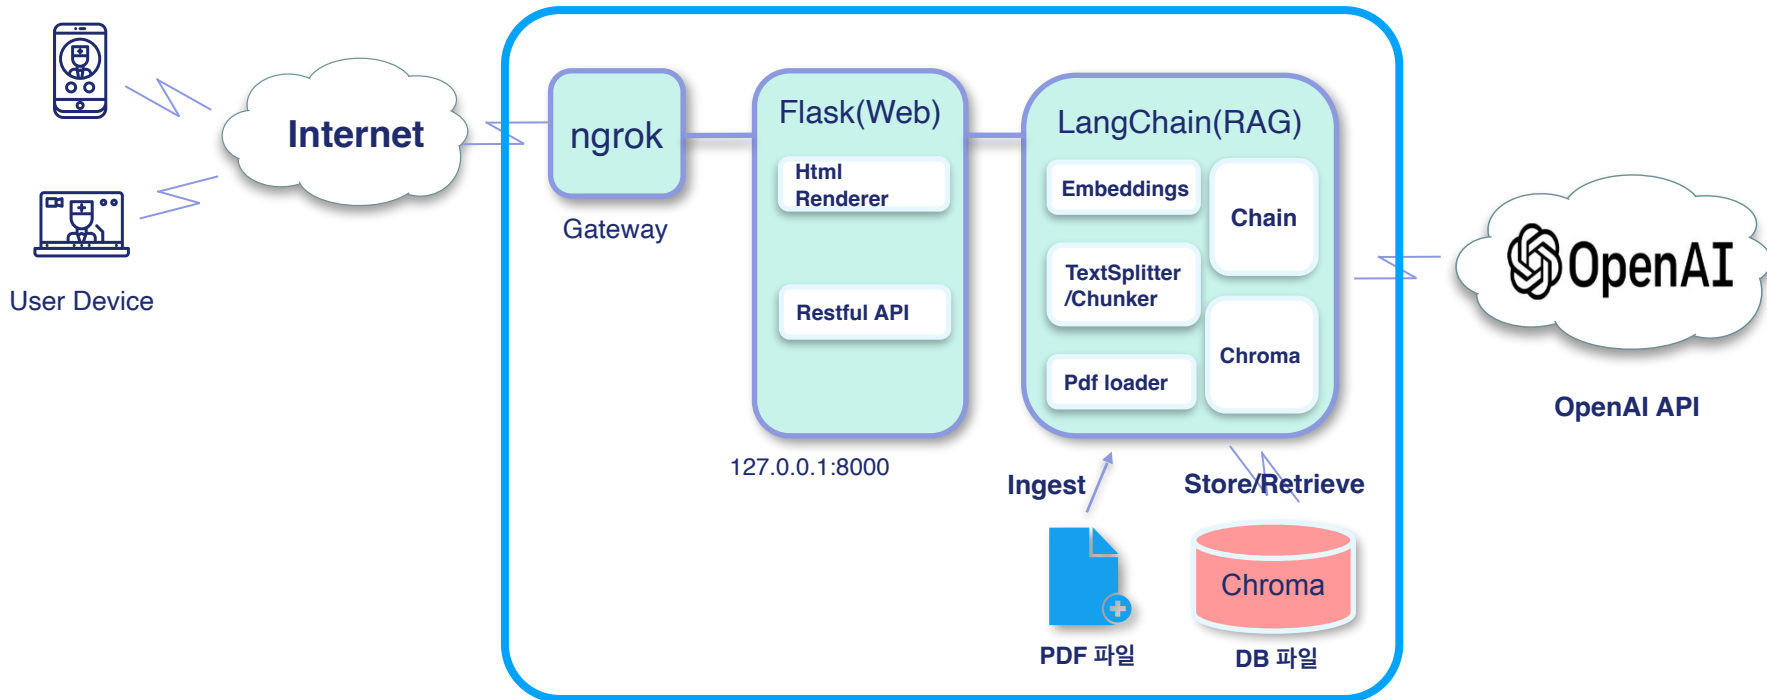 User Device
Internet
ngrok
Gateway
Flask(Web)
Html
Renderer
Restful API
127.0.0.1:8000
LangChain(RAG)
Embeddings
TextSplitter
/Chunker
Pdf loader
Chain
Chroma
Ingest
Store/Retrieve
PDF 파일
Chroma
DB 파일
OpenAI
OpenAI API